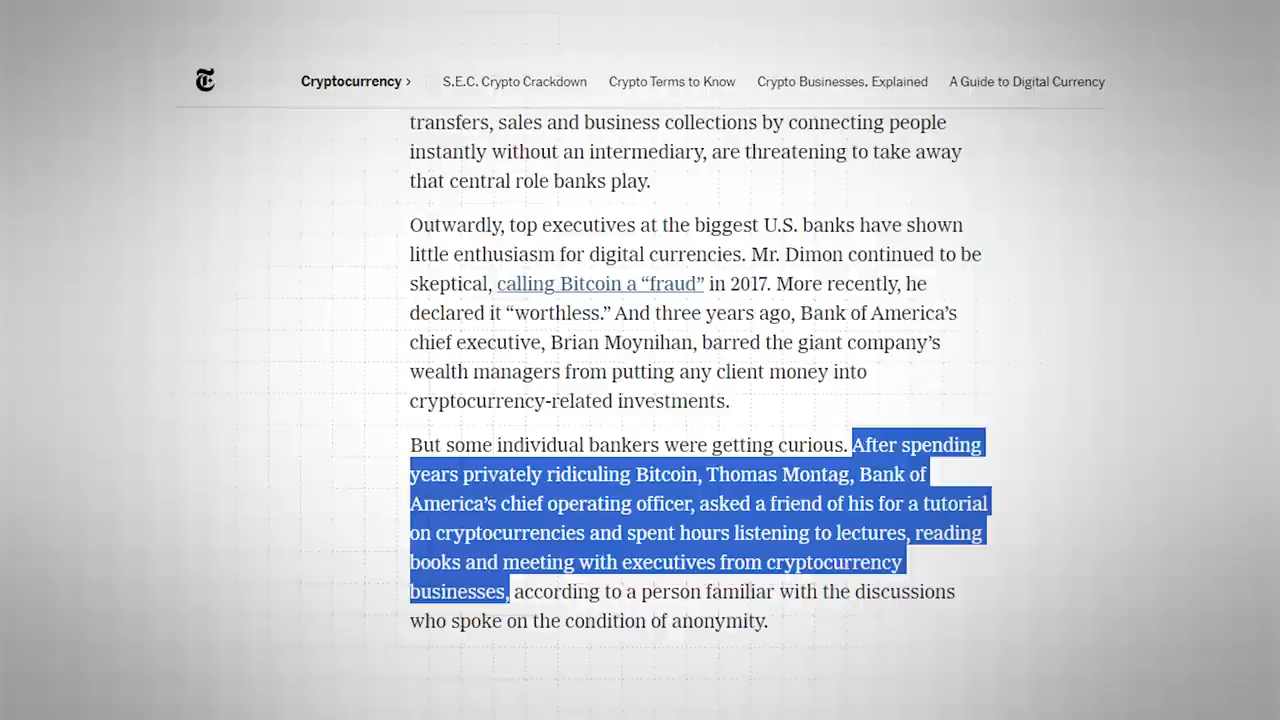 T
Cryptocurrency › S.E.C. Crypto Crackdown Crypto Terms to Know Crypto Businesses, Explained A Guide to Digital Currency
transfers, sales and business collections by connecting people
instantly without an intermediary, are threatening to take away
that central role banks play.
Outwardly, top executives at the biggest U.S. banks have shown
little enthusiasm for digital currencies. Mr. Dimon continued to be
skeptical, calling Bitcoin a “fraud” in 2017. More recently, he
declared it “worthless.” And three years ago, Bank of America’s
chief executive, Brian Moynihan, barred the giant company’s
wealth managers from putting any client money into
cryptocurrency-related investments.
But some individual bankers were getting curious. After spending
years privately ridiculing Bitcoin, Thomas Montag, Bank of
America’s chief operating officer, asked a friend of his for a tutorial
on cryptocurrencies and spent hours listening to lectures, reading
books and meeting with executives from cryptocurrency
businesses, according to a person familiar with the discussions
who spoke on the condition of anonymity.